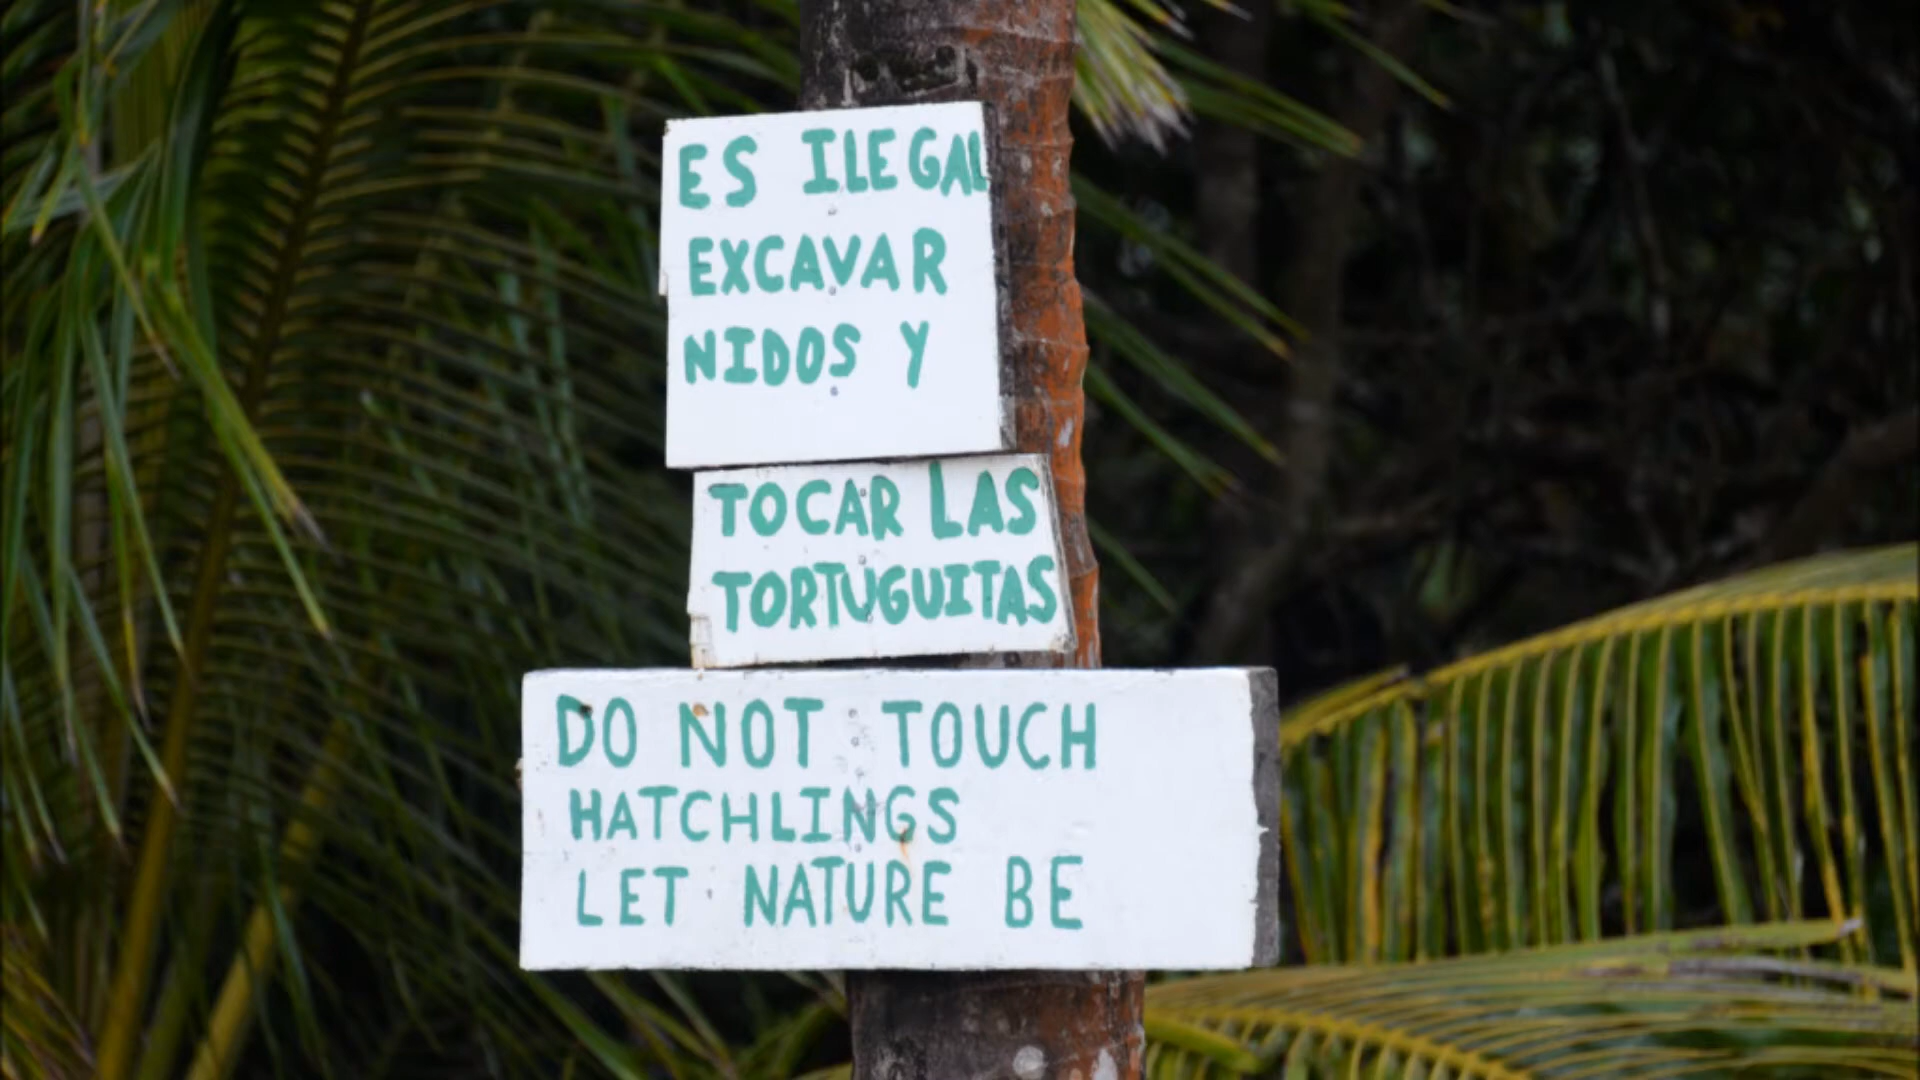 ES ILEGAL
EXCAVAR
NIDOS Y
TOCAR LAS
TORTUGUITAS
DO NOT TOUCH
HATCHLINGS
LET NATURE BE